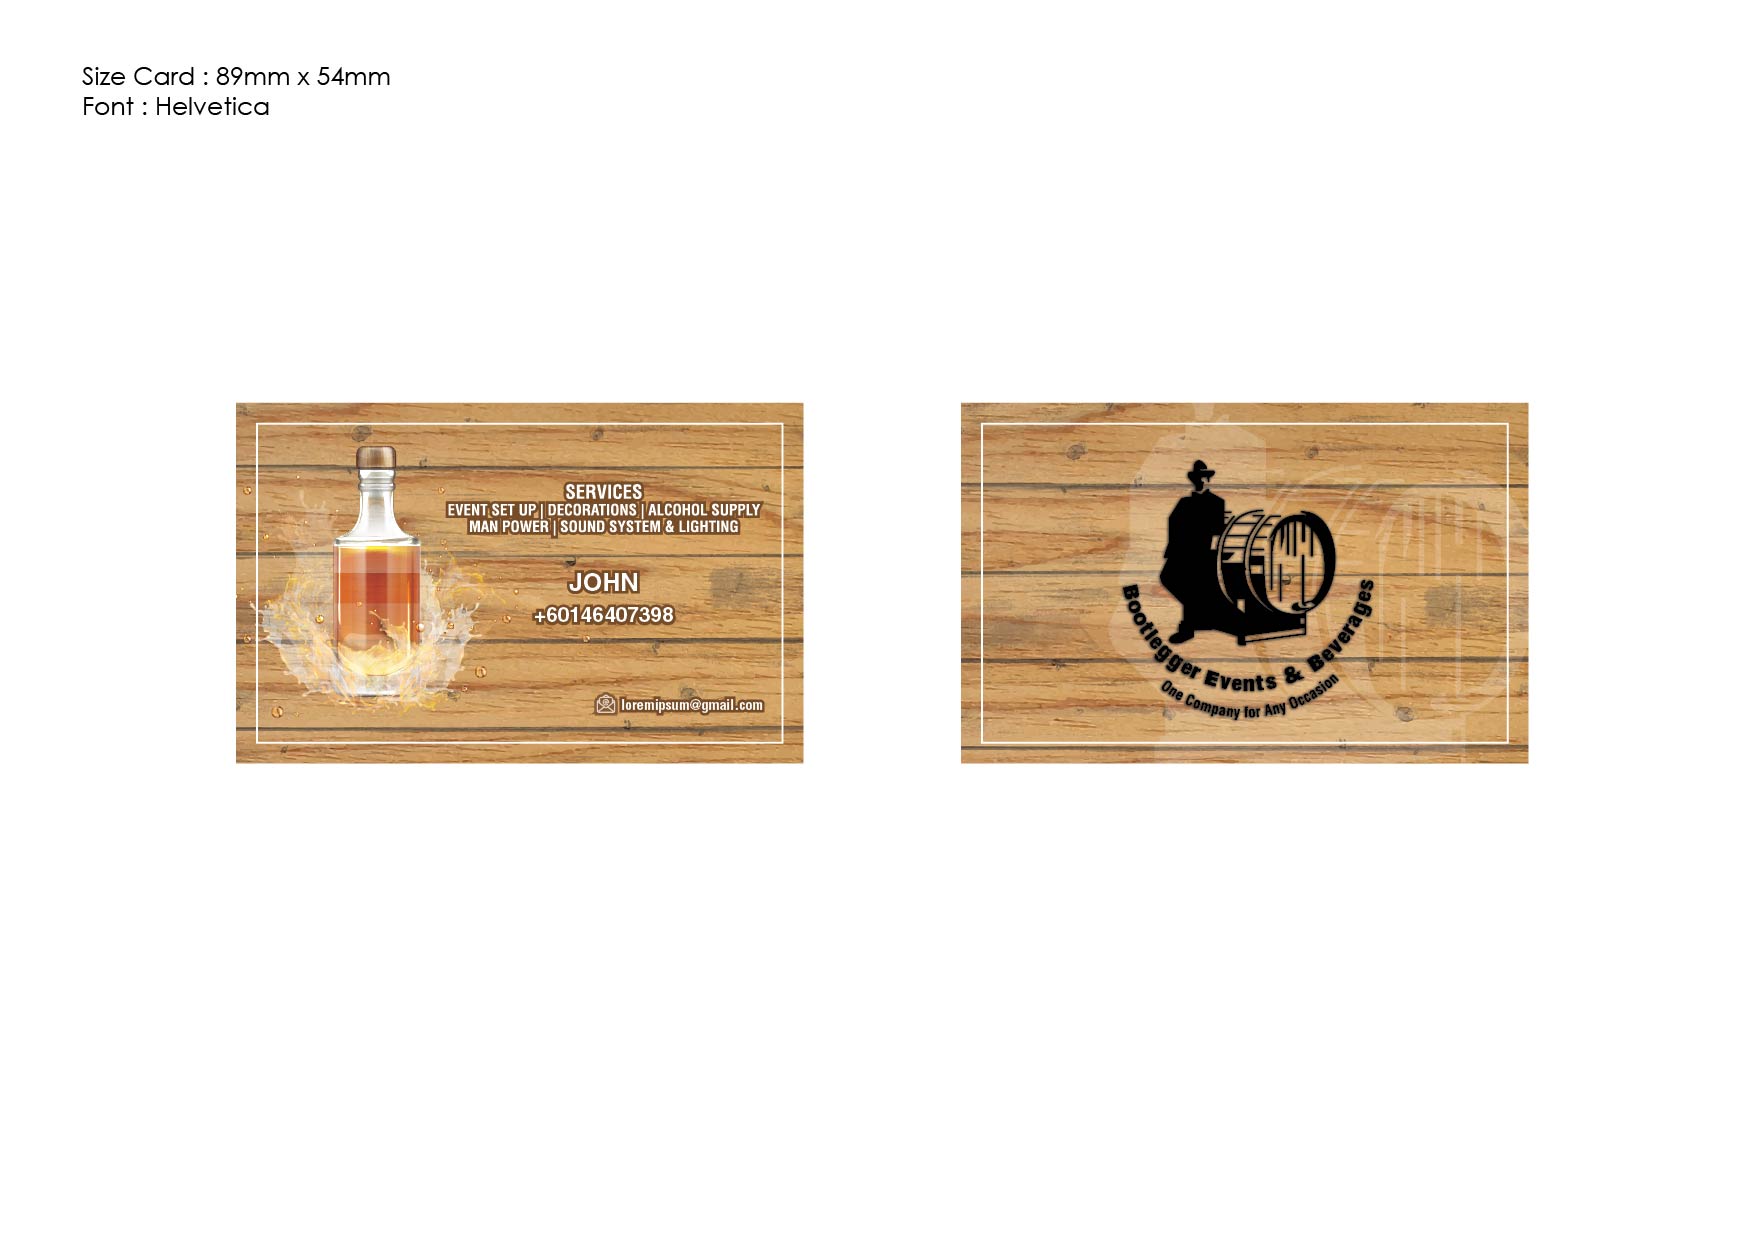 Size Card : 89mm x 54mm
Font : Helvetica
SERVICES
EVENT SET UP | DECORATIONS | ALCOHOL SUPPLY
MAN POWER | SOUND SYSTEM & LIGHTING
JOHN
+60146407398
loremipsum@gmail.com
Bootlegger Events & Beverages
One Company for Any Occasion